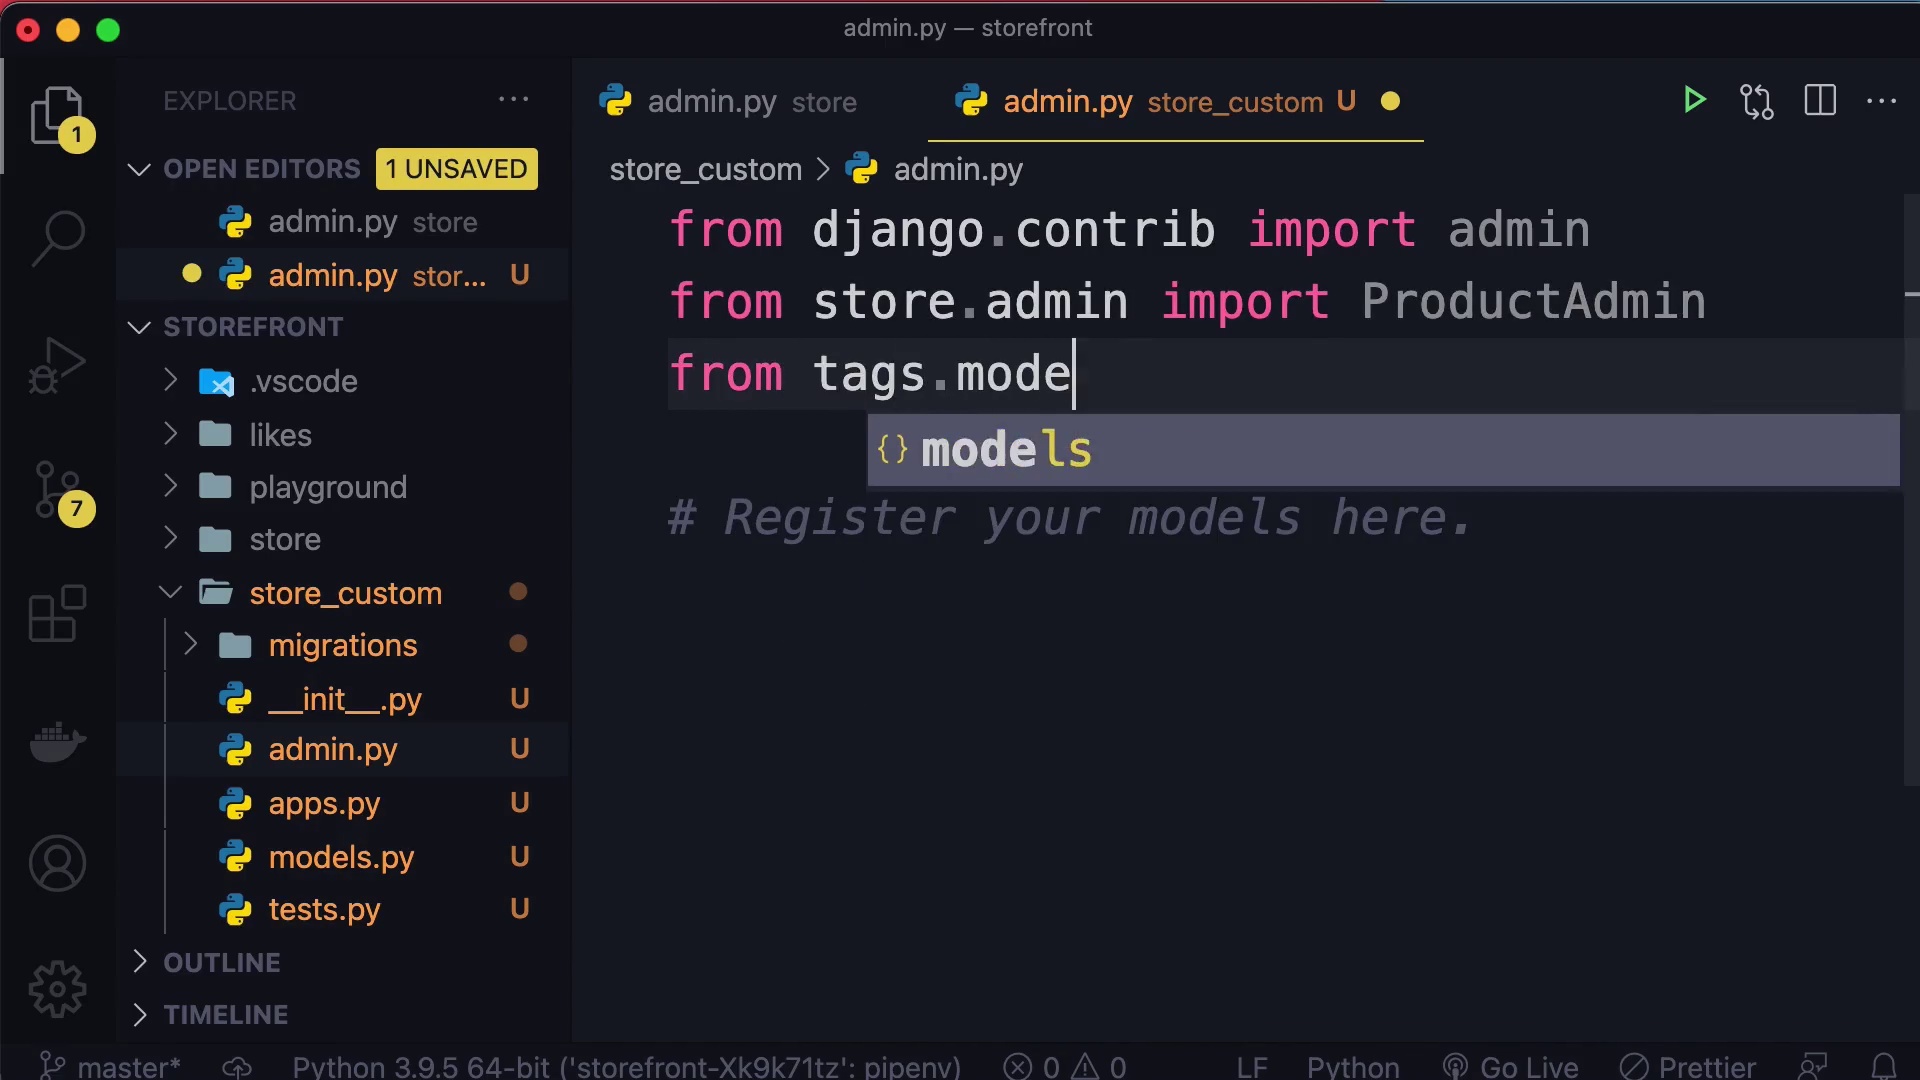 admin.py — storefront
EXPLORER
1
OPEN EDITORS 1 UNSAVED
admin.py store
admin.py stor... U
STOREFRONT
.vscode
likes
playground
store
store_custom
migrations
__init__.py U
admin.py U
apps.py U
models.py U
tests.py U
OUTLINE
TIMELINE
7
admin.py store
admin.py store_custom U
store_custom > admin.py
from django.contrib import admin
from store.admin import ProductAdmin
from tags.mode
{} models
# Register your models here.
master* Python 3.9.5 64-bit ('storefront-Xk9k71tz': pipenv) 0 0 LF Python Go Live Prettier